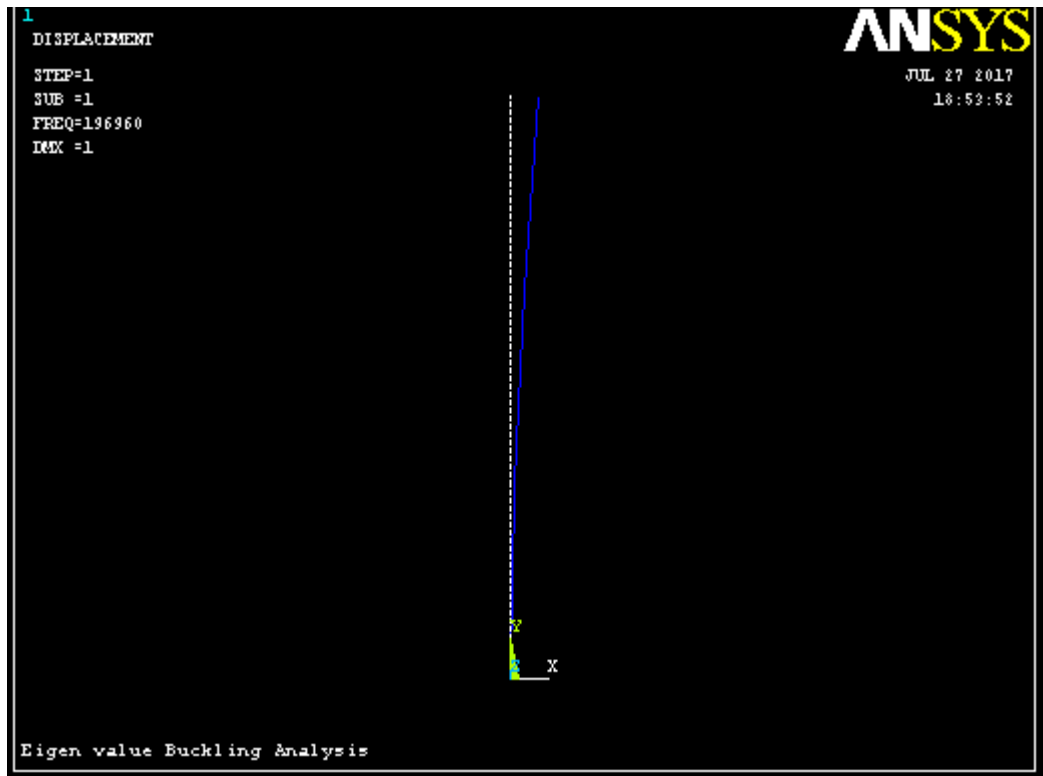 1
DISPLACEMENT
STEP=1
SUB =1
FREQ=196960
DMX =1
ANSYS
JUL 27 2017
18:53:52
Y
Z X
Eigen value Buckling Analysis